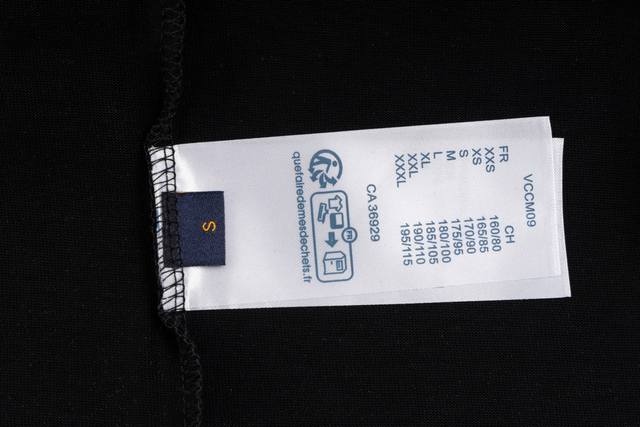 VCCM09
FR CH
XXS 160/80
XS 165/85
S 170/90
M 175/95
L 180/100
XL 185/105
XXL 190/110
XXXL 195/115
CA 36929
FR
quefairedemesdechets.fr
S